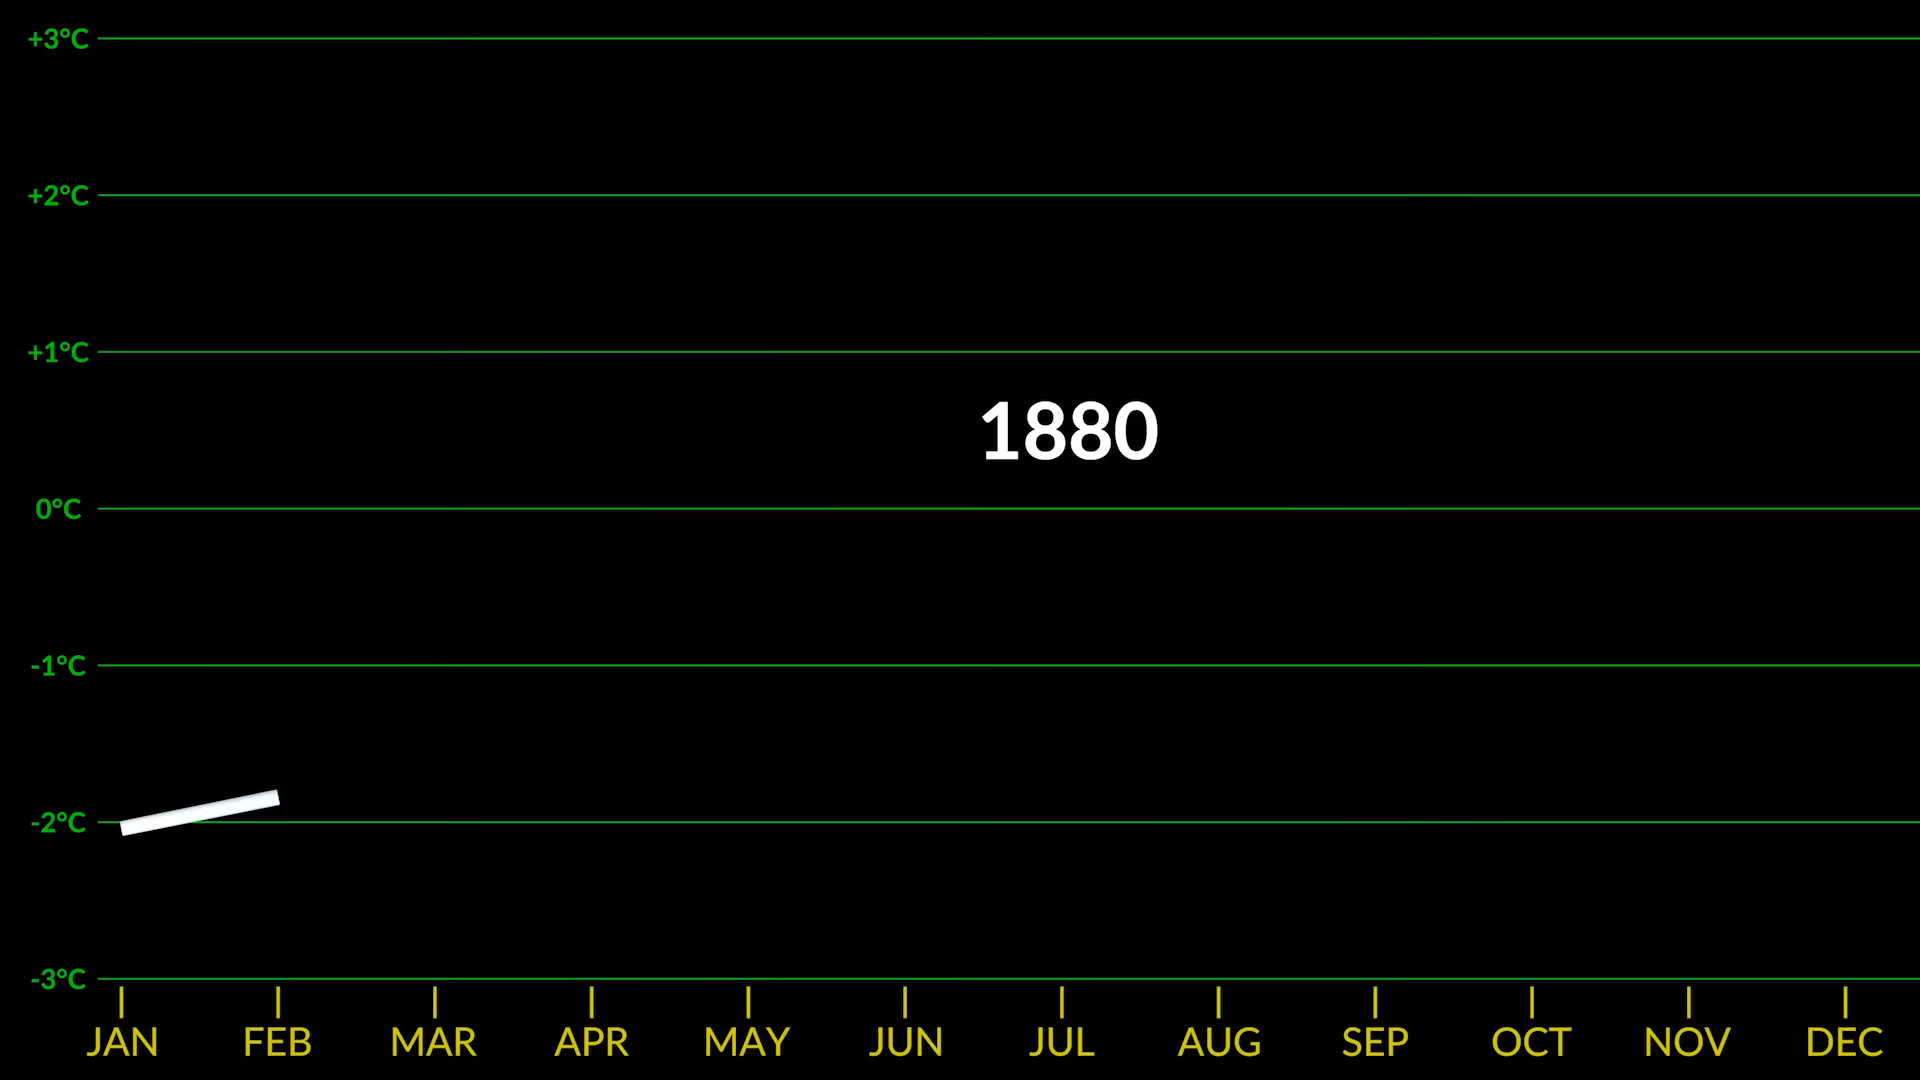 +3°C
+2°C
+1°C
1880
0°C
-1°C
-2°C
-3°C
JAN FEB MAR APR MAY JUN JUL AUG SEP OCT NOV DEC